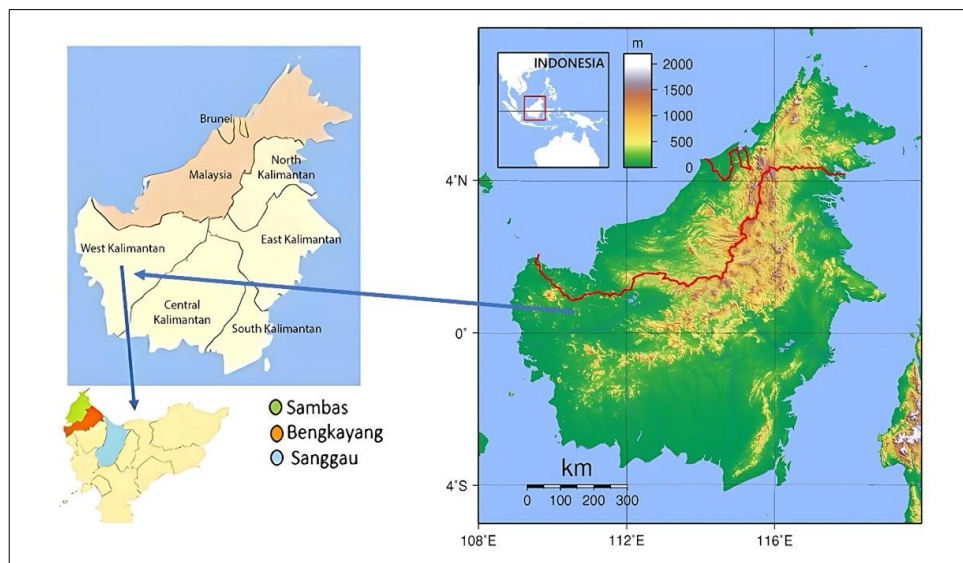 Brunei
Malaysia
North
Kalimantan
West Kalimantan
East Kalimantan
Central
Kalimantan
South Kalimantan
Sambas
Bengkayang
Sanggau
INDONESIA
m
2000
1500
1000
500
0
4°N
0°
4°S
km
0 100 200 300
108°E
112°E
116°E